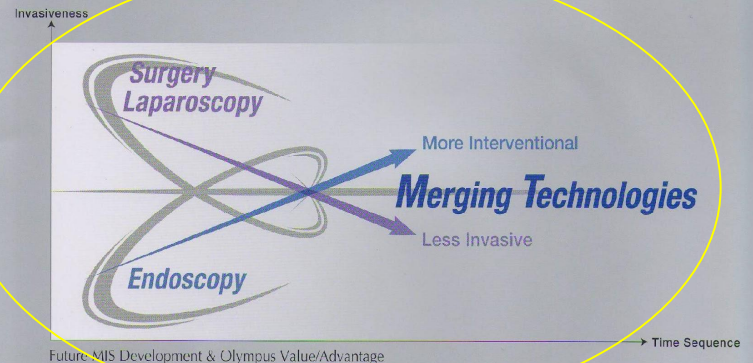 Invasiveness
Surgery
Laparoscopy
More Interventional
Merging Technologies
Less Invasive
Endoscopy
Time Sequence
Future MIS Development & Olympus Value/Advantage